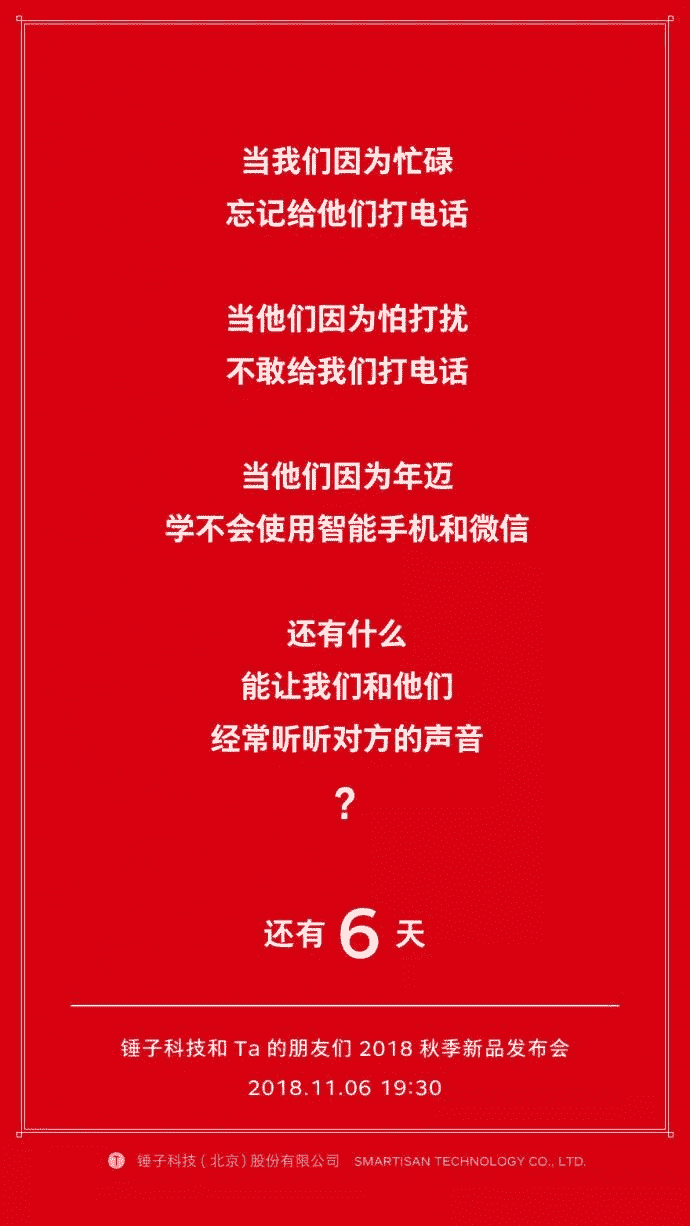 当我们因为忙碌
忘记给他们打电话
当他们因为怕打扰
不敢给我们打电话
当他们因为年迈
学不会使用智能手机和微信
还有什么
能让我们和他们
经常听听对方的声音
?
还有 6 天
锤子科技和 Ta 的朋友们 2018 秋季新品发布会
2018.11.06 19:30
锤子科技(北京)股份有限公司 SMARTISAN TECHNOLOGY CO., LTD.